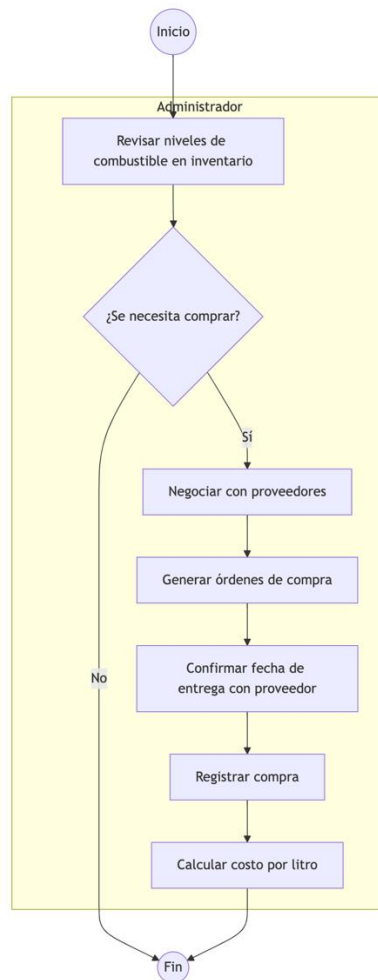 Inicio
Administrador
Revisar niveles de
combustible en inventario
¿Se necesita comprar?
Sí
Negociar con proveedores
Generar órdenes de compra
Confirmar fecha de
entrega con proveedor
No
Registrar compra
Calcular costo por litro
Fin